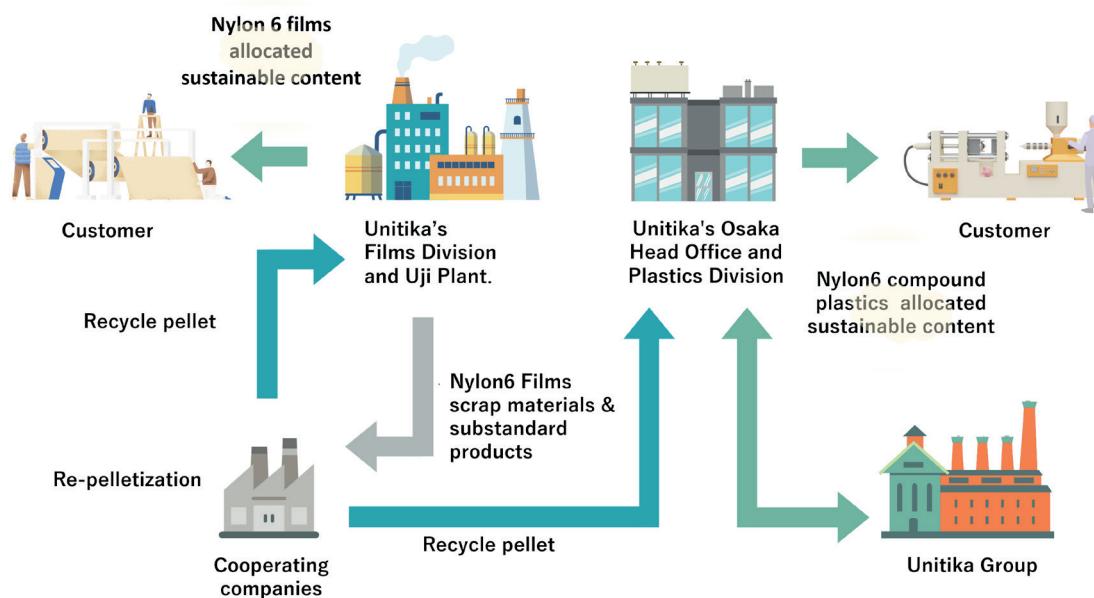 Nylon 6 films
allocated
sustainable content
Customer
Unitika's
Films Division
and Uji Plant.
Unitika's Osaka
Head Office and
Plastics Division
Customer
Nylon6 compound
plastics allocated
sustainable content
Recycle pellet
Nylon6 Films
scrap materials &
substandard
products
Re-pelletization
Recycle pellet
Cooperating
companies
Unitika Group